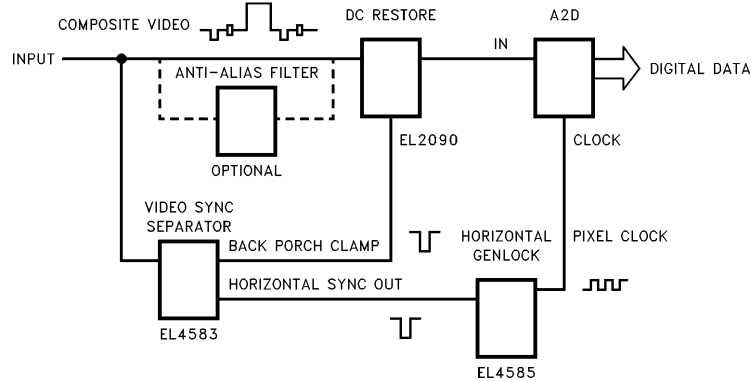 DC RESTORE
A2D
COMPOSITE VIDEO
IN
INPUT
ANTI-ALIAS FILTER
DIGITAL DATA
EL2090
CLOCK
OPTIONAL
VIDEO SYNC
SEPARATOR
BACK PORCH CLAMP
HORIZONTAL
GENLOCK
PIXEL CLOCK
HORIZONTAL SYNC OUT
EL4583
EL4585